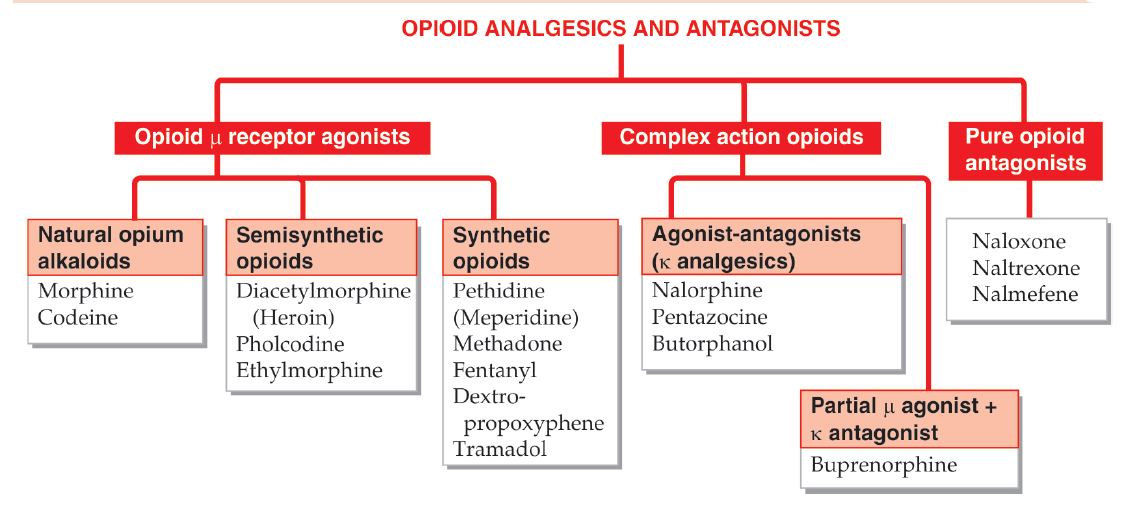 OPIOID ANALGESICS AND ANTAGONISTS
Opioid μ receptor agonists
Complex action opioids
Pure opioid
antagonists
Natural opium
alkaloids
Morphine
Codeine
Semisynthetic
opioids
Diacetylmorphine
(Heroin)
Pholcodine
Ethylmorphine
Synthetic
opioids
Pethidine
(Meperidine)
Methadone
Fentanyl
Dextro-
propoxyphene
Tramadol
Agonist-antagonists
(κ analgesics)
Nalorphine
Pentazocine
Butorphanol
Partial μ agonist +
κ antagonist
Buprenorphine
Naloxone
Naltrexone
Nalmefene